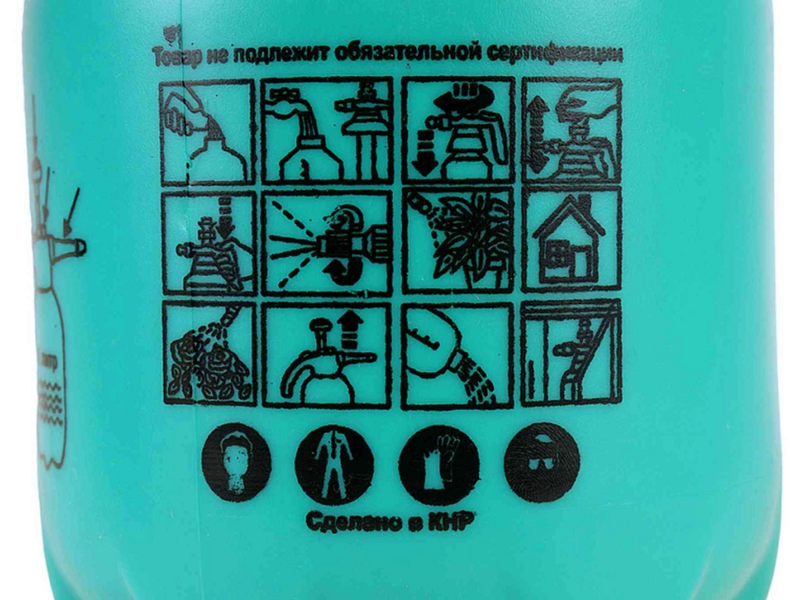 Товар не подлежит обязательной сертификации
Сделано в КНР